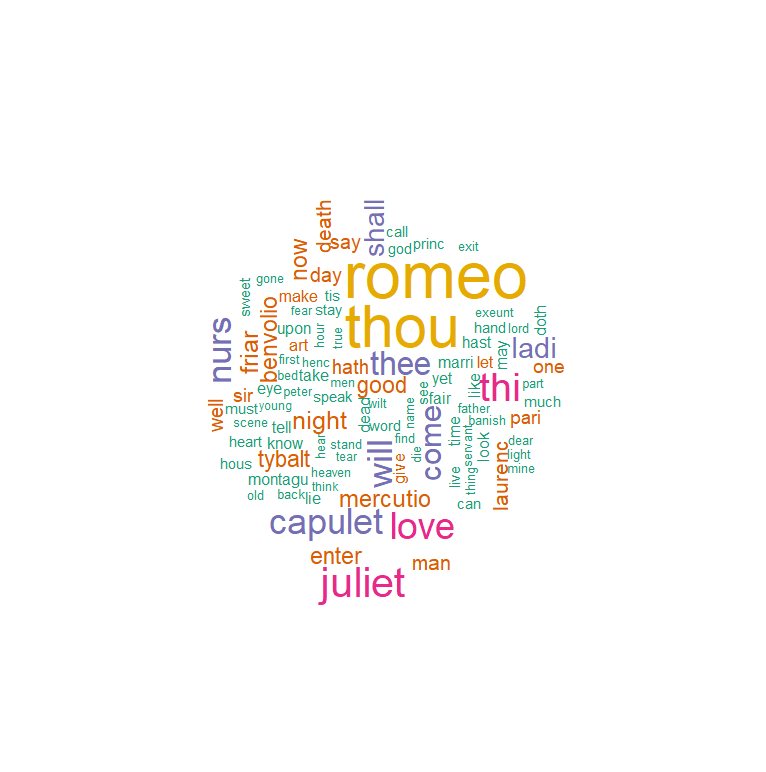 death
shall
call
say
god
princ
exit
now
romeo
gone
day
sweet
make
tis
fear
stay
thou
exeunt
hand
lord
doth
benvolio
upon
hour
true
nurs
friar
art
hast
may
ladi
first
henc
hath
thee
marri
let
one
bed
take
men
good
see
yet
like
thi
part
eye
peter
sir
speak
wilt
fair
much
well
must
young
dead
name
come
father
pari
scene
tell
night
word
time
banish
heart
know
hear
stand
find
servant
look
dear
hous
tybalt
tear
will
give
die
light
laurenc
montagu
heaven
live
thing
mine
old
back
think
lie
mercutio
can
capulet
love
enter
man
juliet